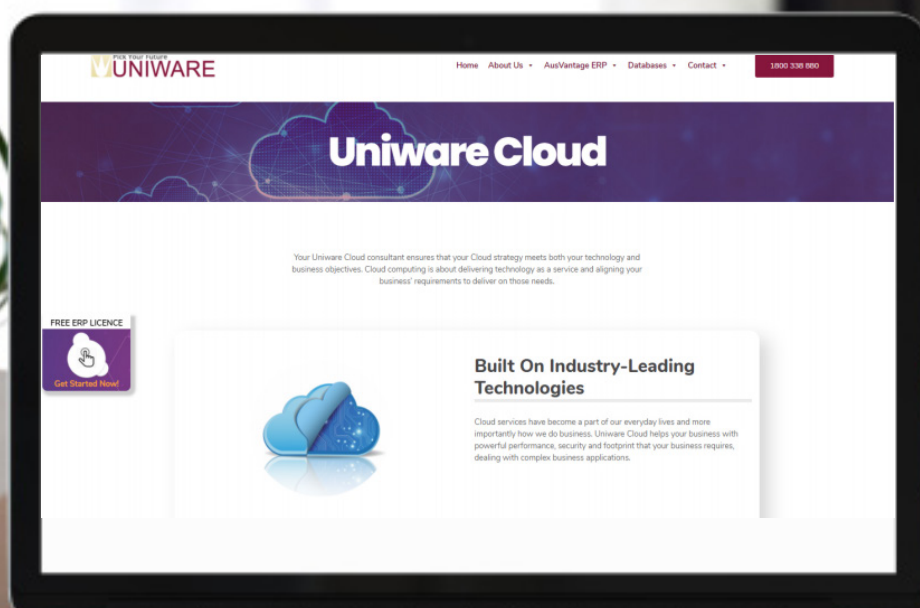 Pick Your Future
UNIWARE
Home About Us AusVantage ERP Databases Contact
1800 338 880
Uniware Cloud
Your Uniware Cloud consultant ensures that your Cloud strategy meets both your technology and
business objectives. Cloud computing is about delivering technology as a service and aligning your
business' requirements to deliver on those needs.
FREE ERP LICENCE
Get Started Now!
Built On Industry-Leading
Technologies
Cloud services have become a part of our everyday lives and more
importantly how we do business. Uniware Cloud helps your business with
powerful performance, security and footprint that your business requires,
dealing with complex business applications.